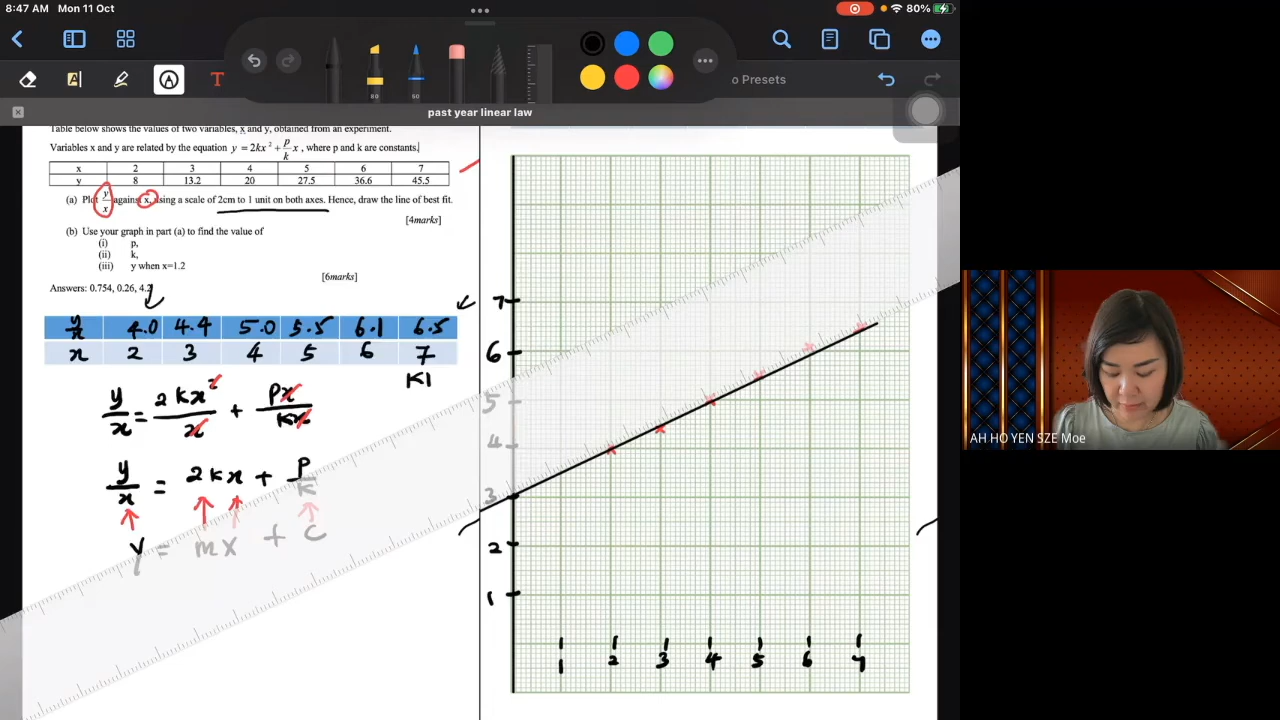 8:47 AM Mon 11 Oct
80%
T
80
60
o Presets
past year linear law
Table below shows the values of two variables, x and y, obtained from an experiment.
Variables x and y are related by the equation y = 2kx² + p/k x , where p and k are constants.
x 2 3 4 5 6 7
y 8 13.2 20 27.5 36.6 45.5
(a) Plot y/x against x, using a scale of 2cm to 1 unit on both axes. Hence, draw the line of best fit.
[4marks]
(b) Use your graph in part (a) to find the value of
(i) p,
(ii) k,
(iii) y when x=1.2
[6marks]
Answers: 0.754, 0.26, 4.2
y/x 4.0 4.4 5.0 5.5 6.1 6.5
x 2 3 4 5 6 7
K1
y/x = 2kx²/x + px/kx
y/x = 2kx + p/k
Y = mX + C
7
6
5
4
3
2
1
1 2 3 4 5 6 7
AH HO YEN SZE Moe